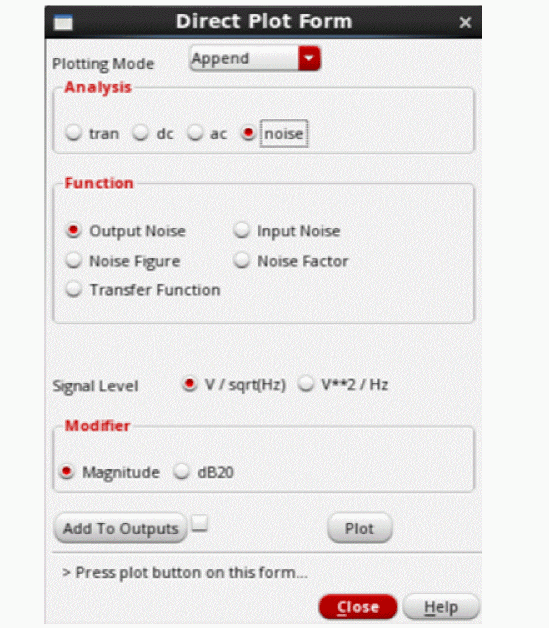 Direct Plot Form
Plotting Mode Append
Analysis
tran dc ac noise
Function
Output Noise Input Noise
Noise Figure Noise Factor
Transfer Function
Signal Level V / sqrt(Hz) V**2 / Hz
Modifier
Magnitude dB20
Add To Outputs Plot
> Press plot button on this form...
Close Help